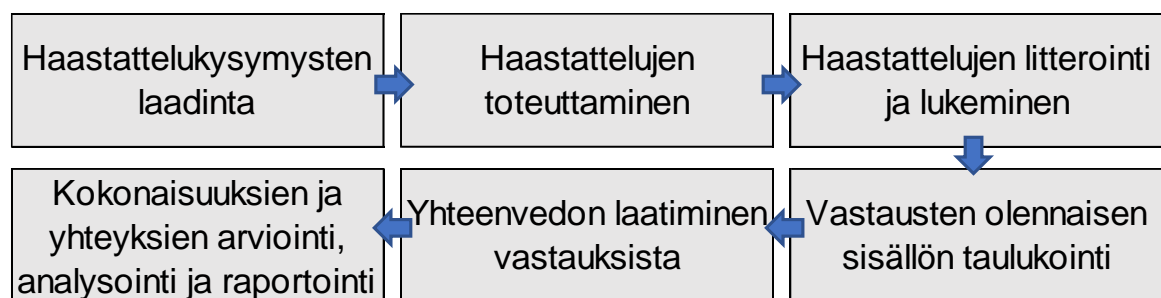 Haastattelukysymysten
laadinta
Haastattelujen
toteuttaminen
Haastattelujen litterointi
ja lukeminen
Vastausten olennaisen
sisällön taulukointi
Yhteenvedon laatiminen
vastauksista
Kokonaisuuksien ja
yhteyksien arviointi,
analysointi ja raportointi